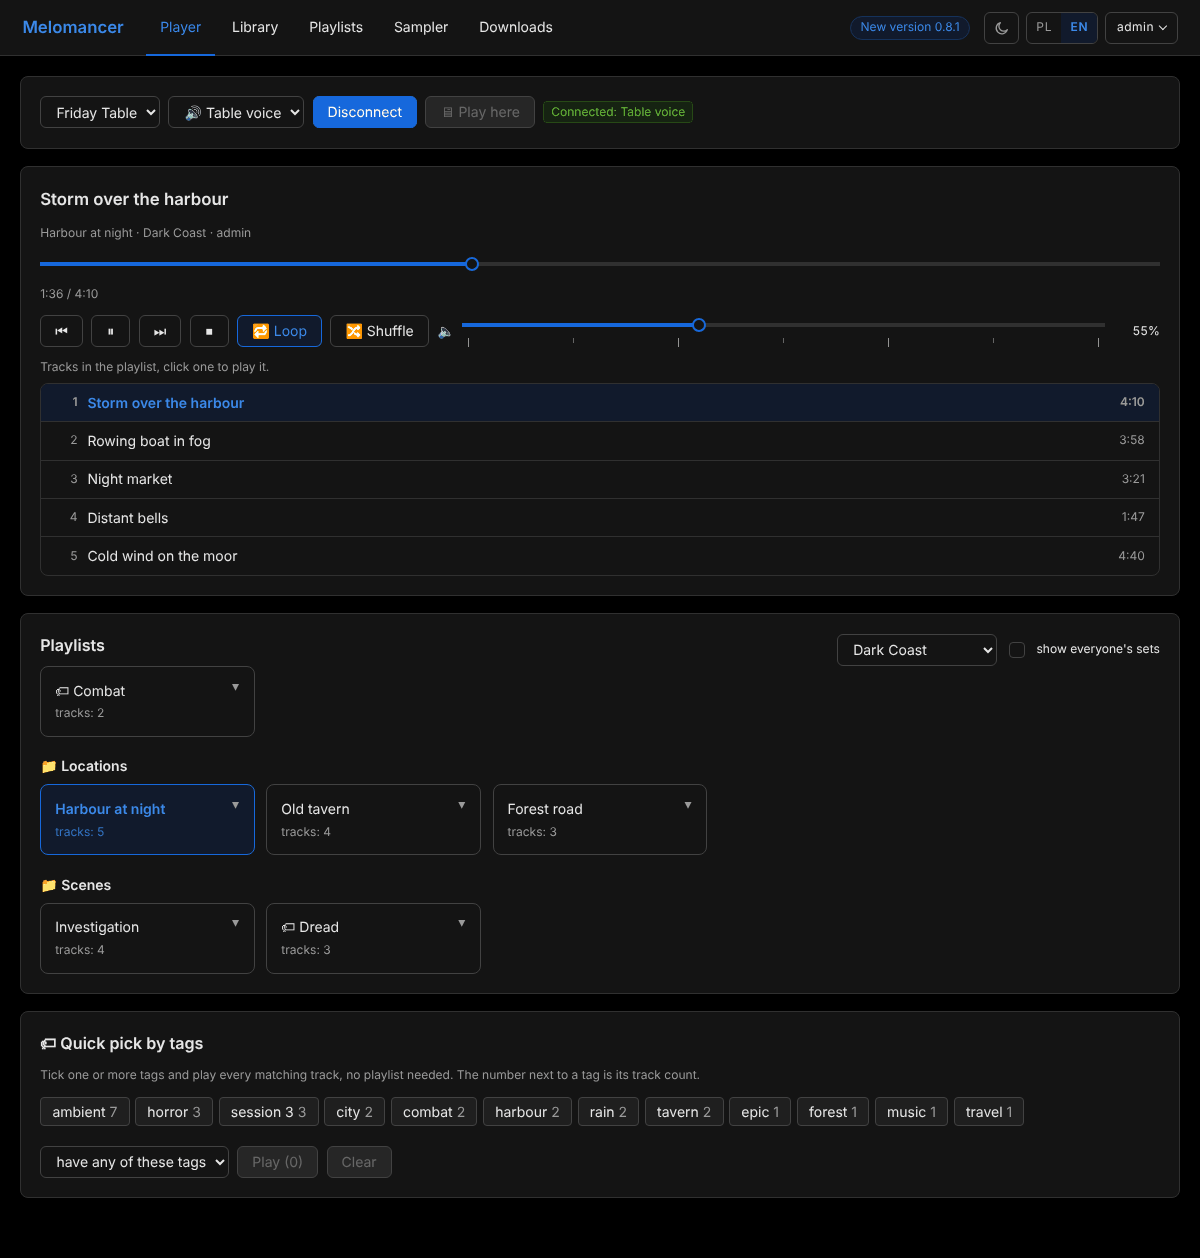 Melomancer
Player
Library
Playlists
Sampler
Downloads
New version 0.8.1
PL
EN
admin
Friday Table
🔊 Table voice
Disconnect
🖥 Play here
Connected: Table voice
Storm over the harbour
Harbour at night · Dark Coast · admin
1:36 / 4:10
🔁 Loop
🔀 Shuffle
55%
Tracks in the playlist, click one to play it.
1 Storm over the harbour 4:10
2 Rowing boat in fog 3:58
3 Night market 3:21
4 Distant bells 1:47
5 Cold wind on the moor 4:40
Playlists
Dark Coast
show everyone's sets
🏷 Combat
tracks: 2
📁 Locations
Harbour at night
tracks: 5
Old tavern
tracks: 4
Forest road
tracks: 3
📁 Scenes
Investigation
tracks: 4
🏷 Dread
tracks: 3
🏷 Quick pick by tags
Tick one or more tags and play every matching track, no playlist needed. The number next to a tag is its track count.
ambient 7
horror 3
session 3 3
city 2
combat 2
harbour 2
rain 2
tavern 2
epic 1
forest 1
music 1
travel 1
have any of these tags
Play (0)
Clear